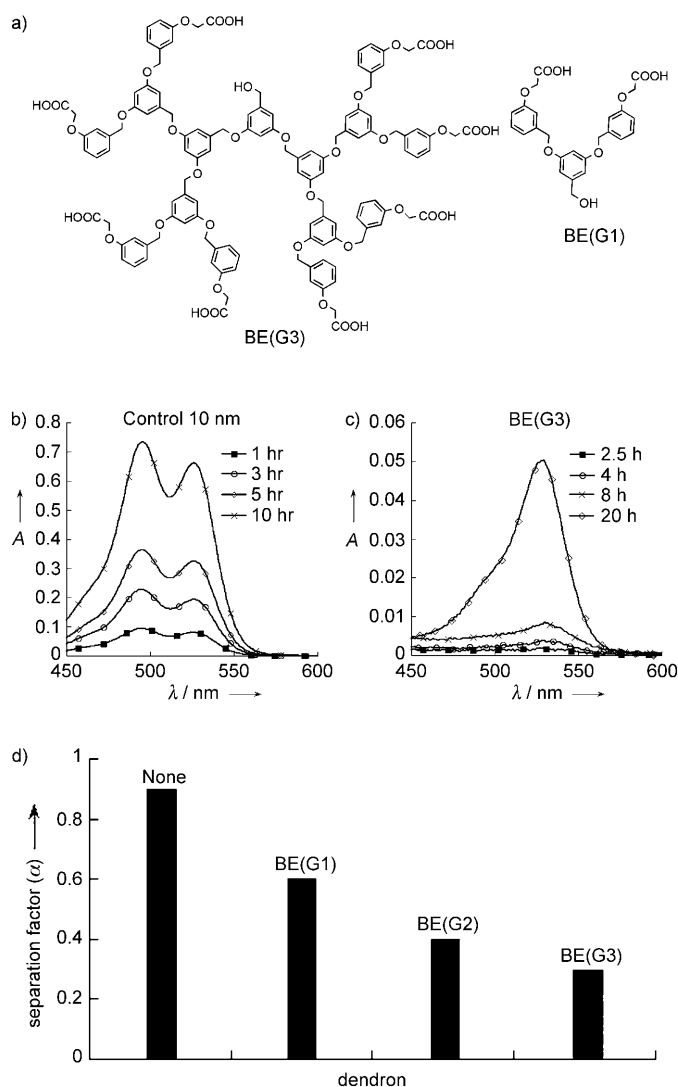 a)
COOH
COOH
COOH
COOH
HO
HOOC
COOH
OH
BE(G1)
HOOC
COOH
HOOC
COOH
BE(G3)
b) Control 10 nm
0.8
0.7
0.6
0.5
0.4
0.3
0.2
0.1
0
A
1 hr
3 hr
5 hr
10 hr
450 500 550 600
λ / nm
c) BE(G3)
0.06
0.05
0.04
0.03
0.02
0.01
0.00
A
2.5 h
4 h
8 h
20 h
450 500 550 600
λ / nm
d)
1
0.8
0.6
0.4
0.2
0
separation factor (α)
None
BE(G1)
BE(G2)
BE(G3)
dendron